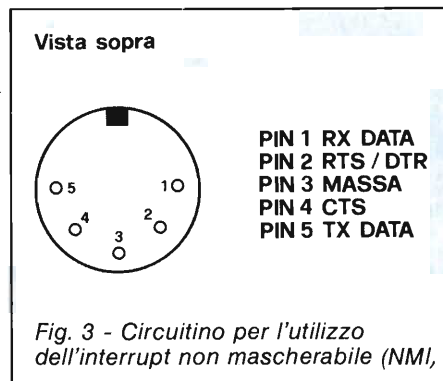 Vista sopra
PIN 1 RX DATA
PIN 2 RTS / DTR
PIN 3 MASSA
PIN 4 CTS
PIN 5 TX DATA
5
1
4
2
3
Fig. 3 - Circuitino per l'utilizzo
dell'interrupt non mascherabile (NMI,